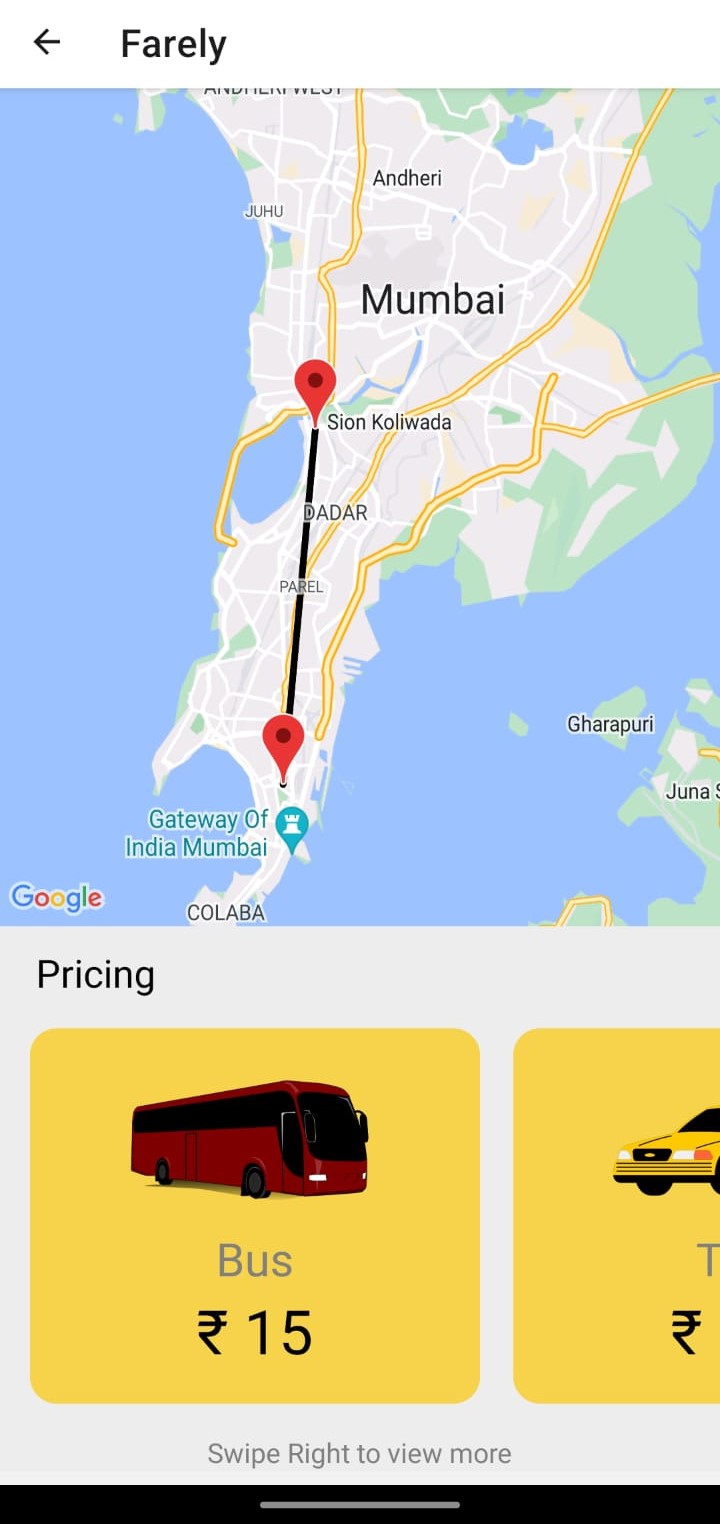 Farely
ANDHERI WEST
Andheri
JUHU
Mumbai
Sion Koliwada
DADAR
PAREL
Gharapuri
Juna
Gateway Of
India Mumbai
Google
COLABA
Pricing
Bus
₹ 15
T
₹
Swipe Right to view more